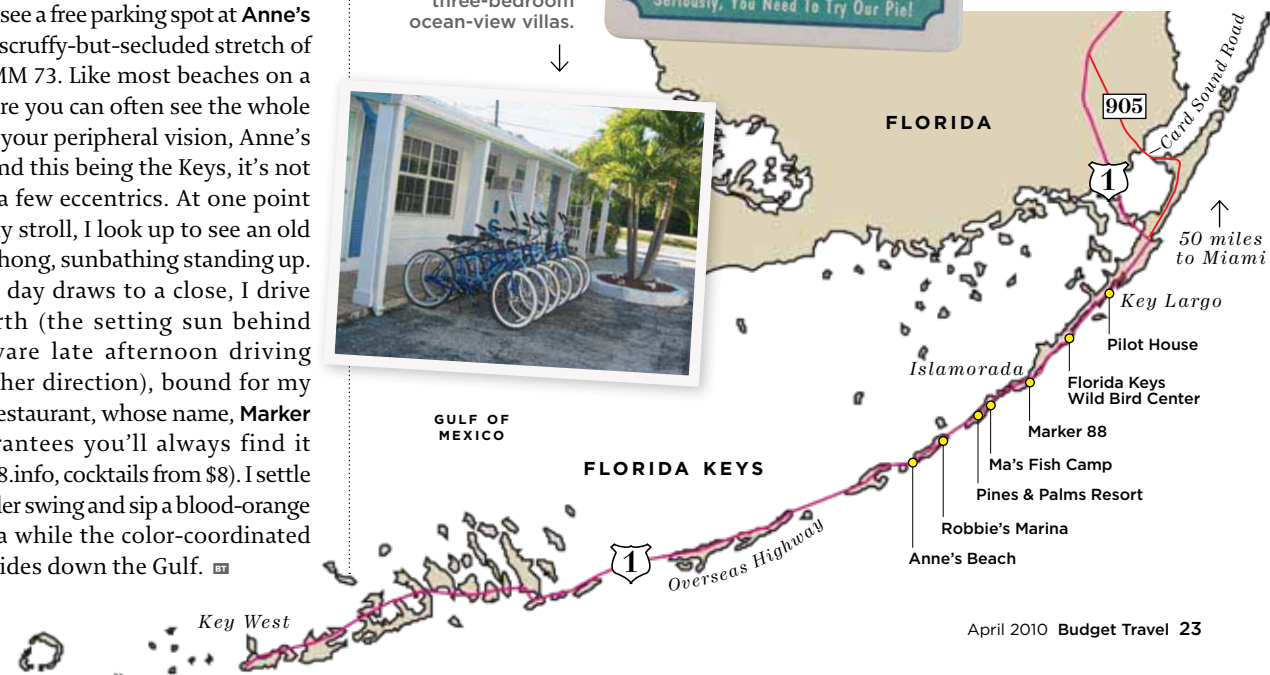 see a free parking spot at Anne's
scruffy-but-secluded stretch of
MM 73. Like most beaches on a
re you can often see the whole
your peripheral vision, Anne's
nd this being the Keys, it's not
a few eccentrics. At one point
y stroll, I look up to see an old
hong, sunbathing standing up.
day draws to a close, I drive
rth (the setting sun behind
ware late afternoon driving
her direction), bound for my
estaurant, whose name, Marker
rantees you'll always find it
8.info, cocktails from $8). I settle
ler swing and sip a blood-orange
a while the color-coordinated
ides down the Gulf. BT
three-bedroom
ocean-view villas.
Seriously, You Need To Try Our Pie!
FLORIDA
905
Card Sound Road
1
50 miles
to Miami
Key Largo
Pilot House
Islamorada
Florida Keys
Wild Bird Center
Marker 88
Ma's Fish Camp
Pines & Palms Resort
Robbie's Marina
Anne's Beach
GULF OF
MEXICO
FLORIDA KEYS
1
Overseas Highway
Key West
April 2010 Budget Travel 23